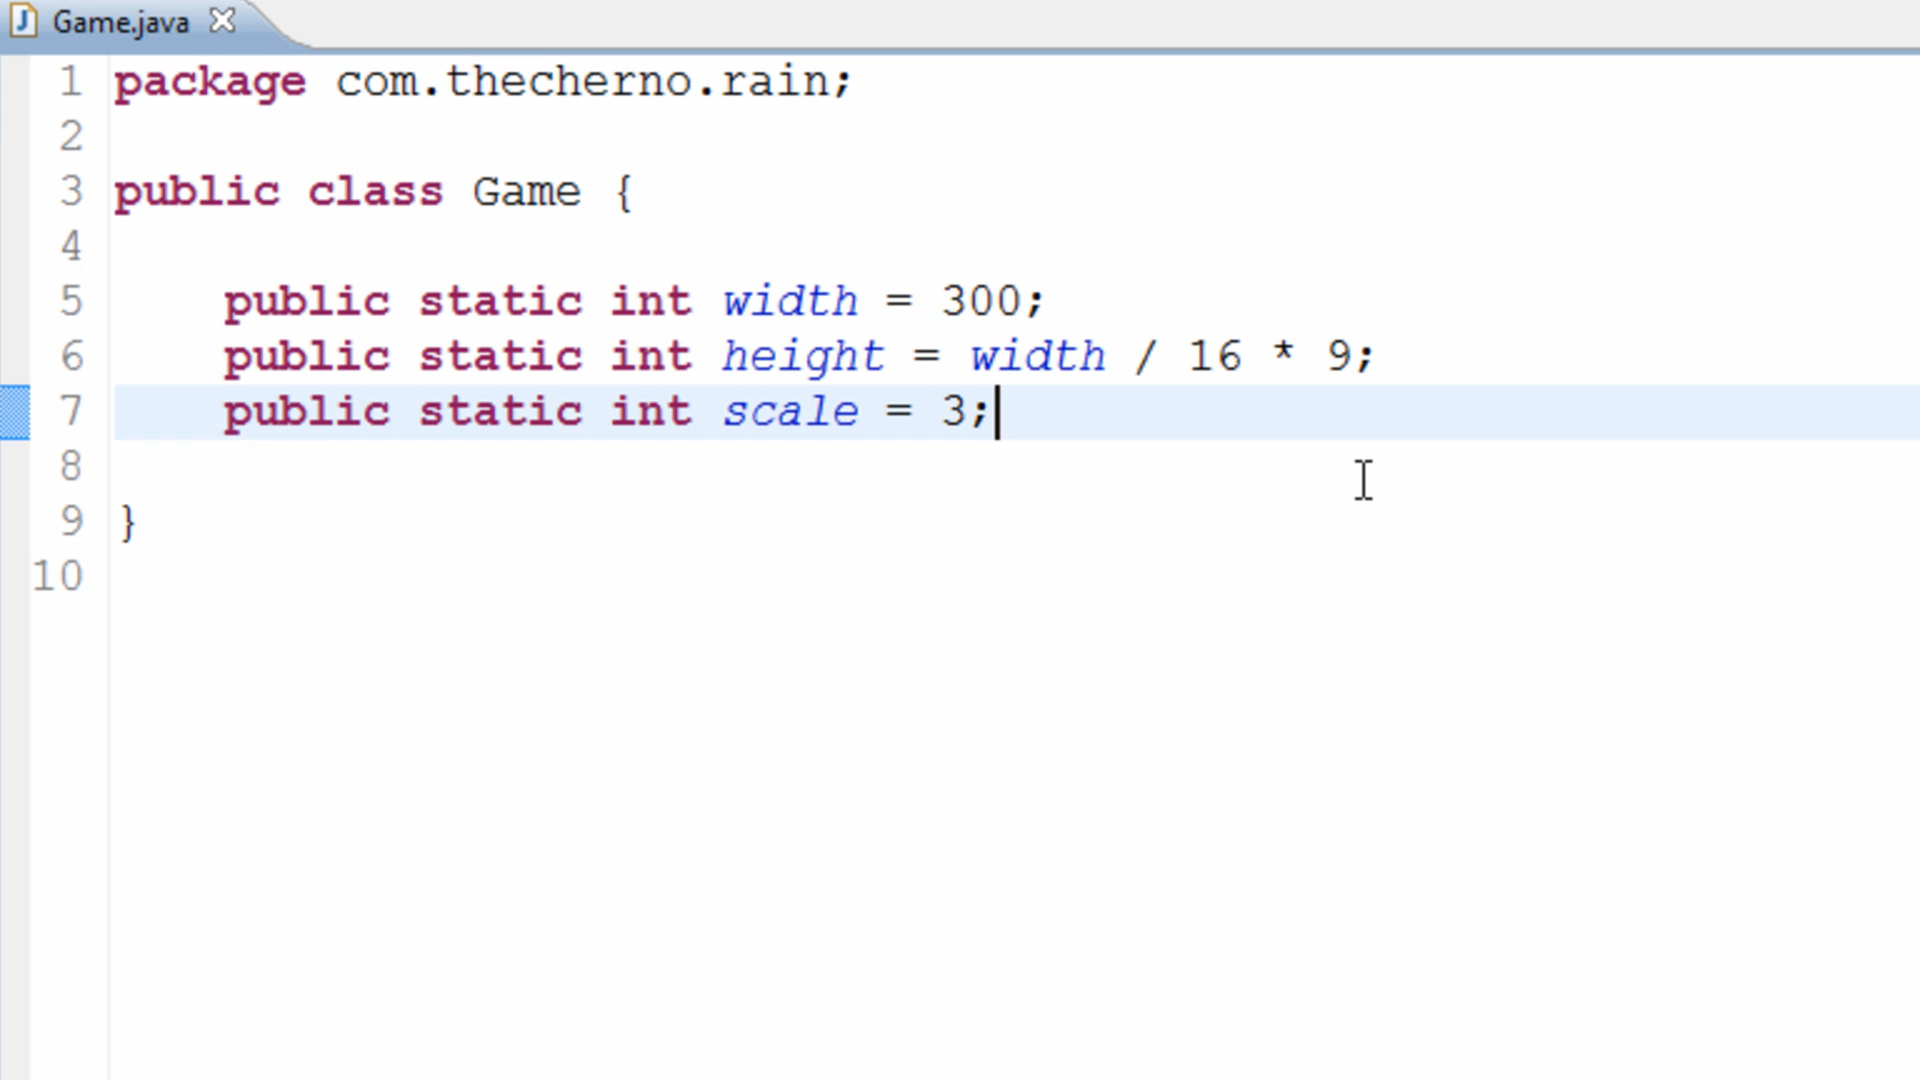 Game.java
1 package com.thecherno.rain;
2
3 public class Game {
4
5 public static int width = 300;
6 public static int height = width / 16 * 9;
7 public static int scale = 3;
8
9 }
10